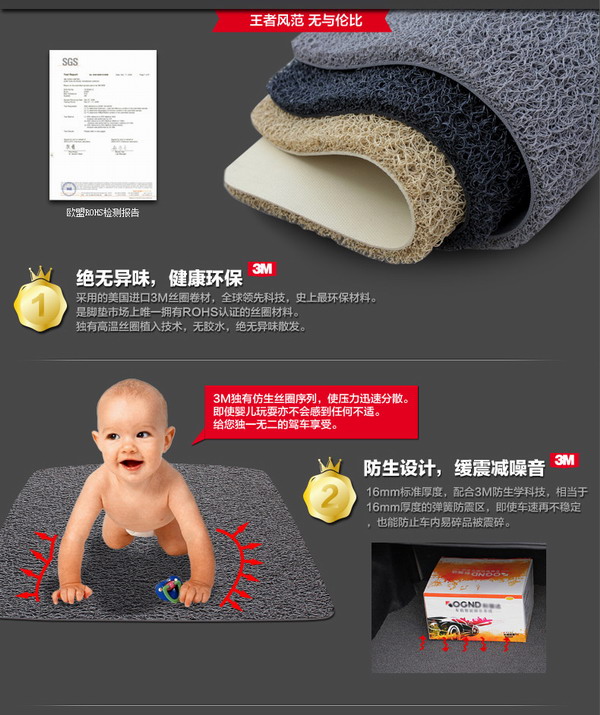 王者风范 无与伦比
SGS
Test Report
欧盟ROHS检测报告
1
绝无异味，健康环保 3M
采用的美国进口3M丝圈卷材，全球领先科技，史上最环保材料。
是脚垫市场上唯一拥有ROHS认证的丝圈材料。
独有高温丝圈植入技术，无胶水，绝无异味散发。
3M独有仿生丝圈序列，使压力迅速分散。
即使婴儿玩耍亦不会感到任何不适。
给您独一无二的驾车享受。
2
防生设计，缓震减噪音 3M
16mm标准厚度，配合3M防生学科技，相当于
16mm厚度的弹簧防震区，即使车速再不稳定
，也能防止车内易碎品被震碎。